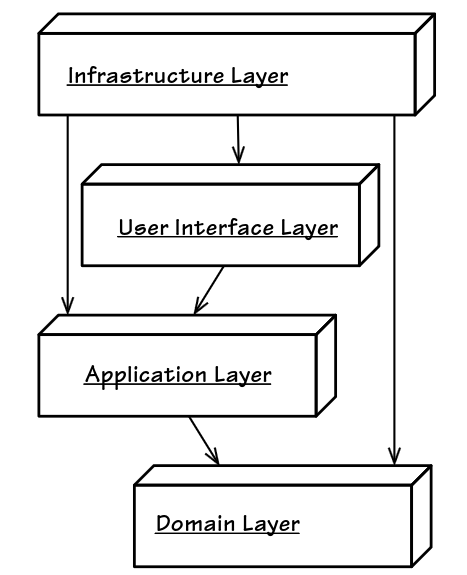 Infrastructure Layer
User Interface Layer
Application Layer
Domain Layer